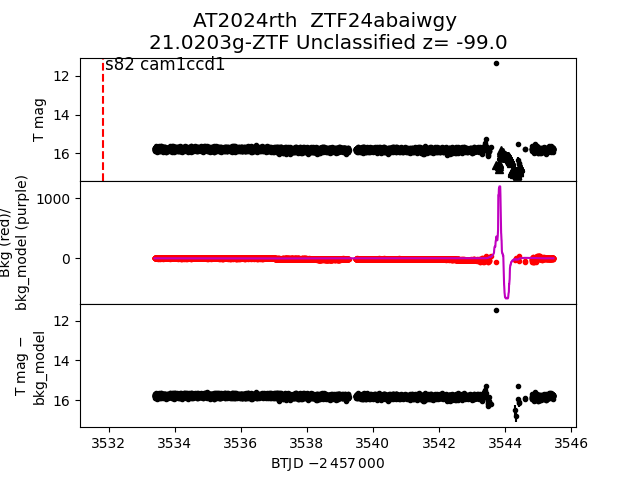 AT2024rth  ZTF24abaiwgy
21.0203g-ZTF Unclassified z= -99.0
s82 cam1ccd1
T mag
12
14
16
Bkg (red)/
bkg_model (purple)
1000
0
T mag −
bkg_model
12
14
16
3532 3534 3536 3538 3540 3542 3544 3546
BTJD −2 457 000